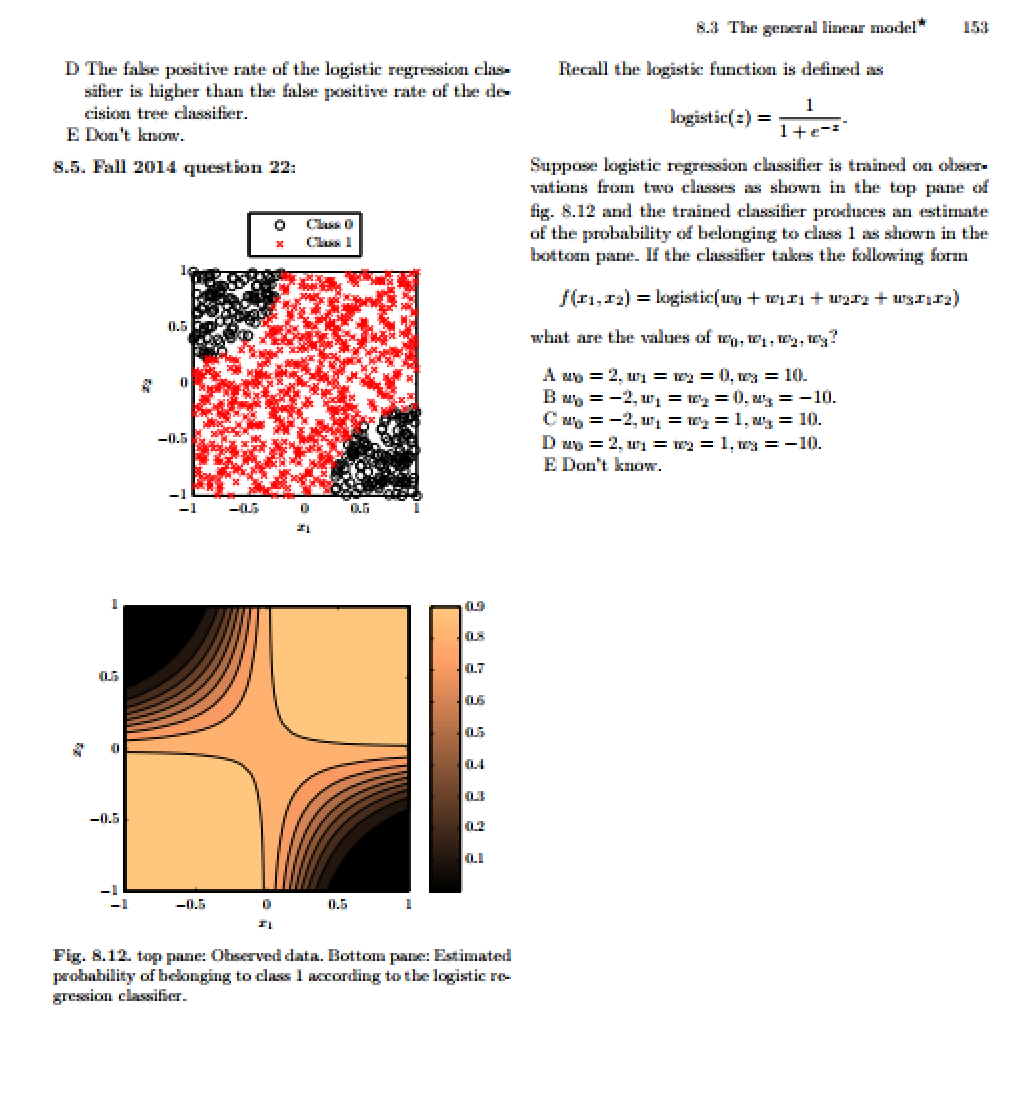 8.3 The general linear model★ 153
D The false positive rate of the logistic regression clas-
sifier is higher than the false positive rate of the de-
cision tree classifier.
E Don't know.
8.5. Fall 2014 question 22:
Class 0
Class 1
1
0.5
0
−0.5
−1
x₂
−1 −0.5 0 0.5 1
x₁
1
0.5
0
−0.5
−1
x₂
−1 −0.5 0 0.5 1
x₁
0.9
0.8
0.7
0.6
0.5
0.4
0.3
0.2
0.1
Fig. 8.12. top pane: Observed data. Bottom pane: Estimated
probability of belonging to class 1 according to the logistic re-
gression classifier.
Recall the logistic function is defined as
logistic(z) = 1 / (1 + e^{−z}).
Suppose logistic regression classifier is trained on obser-
vations from two classes as shown in the top pane of
fig. 8.12 and the trained classifier produces an estimate
of the probability of belonging to class 1 as shown in the
bottom pane. If the classifier takes the following form
f(x₁, x₂) = logistic(w₀ + w₁x₁ + w₂x₂ + w₃x₁x₂)
what are the values of w₀, w₁, w₂, w₃?
A w₀ = 2, w₁ = w₂ = 0, w₃ = 10.
B w₀ = −2, w₁ = w₂ = 0, w₃ = −10.
C w₀ = −2, w₁ = w₂ = 1, w₃ = 10.
D w₀ = 2, w₁ = w₂ = 1, w₃ = −10.
E Don't know.